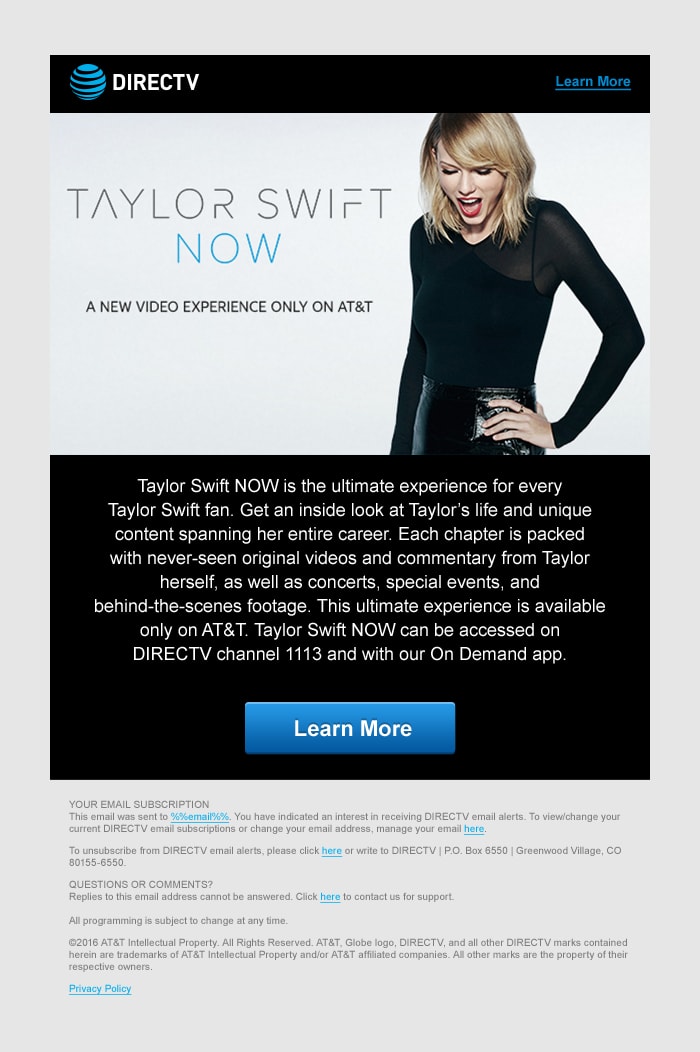 DIRECTV
Learn More
TAYLOR SWIFT
NOW
A NEW VIDEO EXPERIENCE ONLY ON AT&T
Taylor Swift NOW is the ultimate experience for every
Taylor Swift fan. Get an inside look at Taylor's life and unique
content spanning her entire career. Each chapter is packed
with never-seen original videos and commentary from Taylor
herself, as well as concerts, special events, and
behind-the-scenes footage. This ultimate experience is available
only on AT&T. Taylor Swift NOW can be accessed on
DIRECTV channel 1113 and with our On Demand app.
Learn More
YOUR EMAIL SUBSCRIPTION
This email was sent to %%email%%. You have indicated an interest in receiving DIRECTV email alerts. To view/change your
current DIRECTV email subscriptions or change your email address, manage your email here.
To unsubscribe from DIRECTV email alerts, please click here or write to DIRECTV | P.O. Box 6550 | Greenwood Village, CO
80155-6550.
QUESTIONS OR COMMENTS?
Replies to this email address cannot be answered. Click here to contact us for support.
All programming is subject to change at any time.
©2016 AT&T Intellectual Property. All Rights Reserved. AT&T, Globe logo, DIRECTV, and all other DIRECTV marks contained
herein are trademarks of AT&T Intellectual Property and/or AT&T affiliated companies. All other marks are the property of their
respective owners.
Privacy Policy